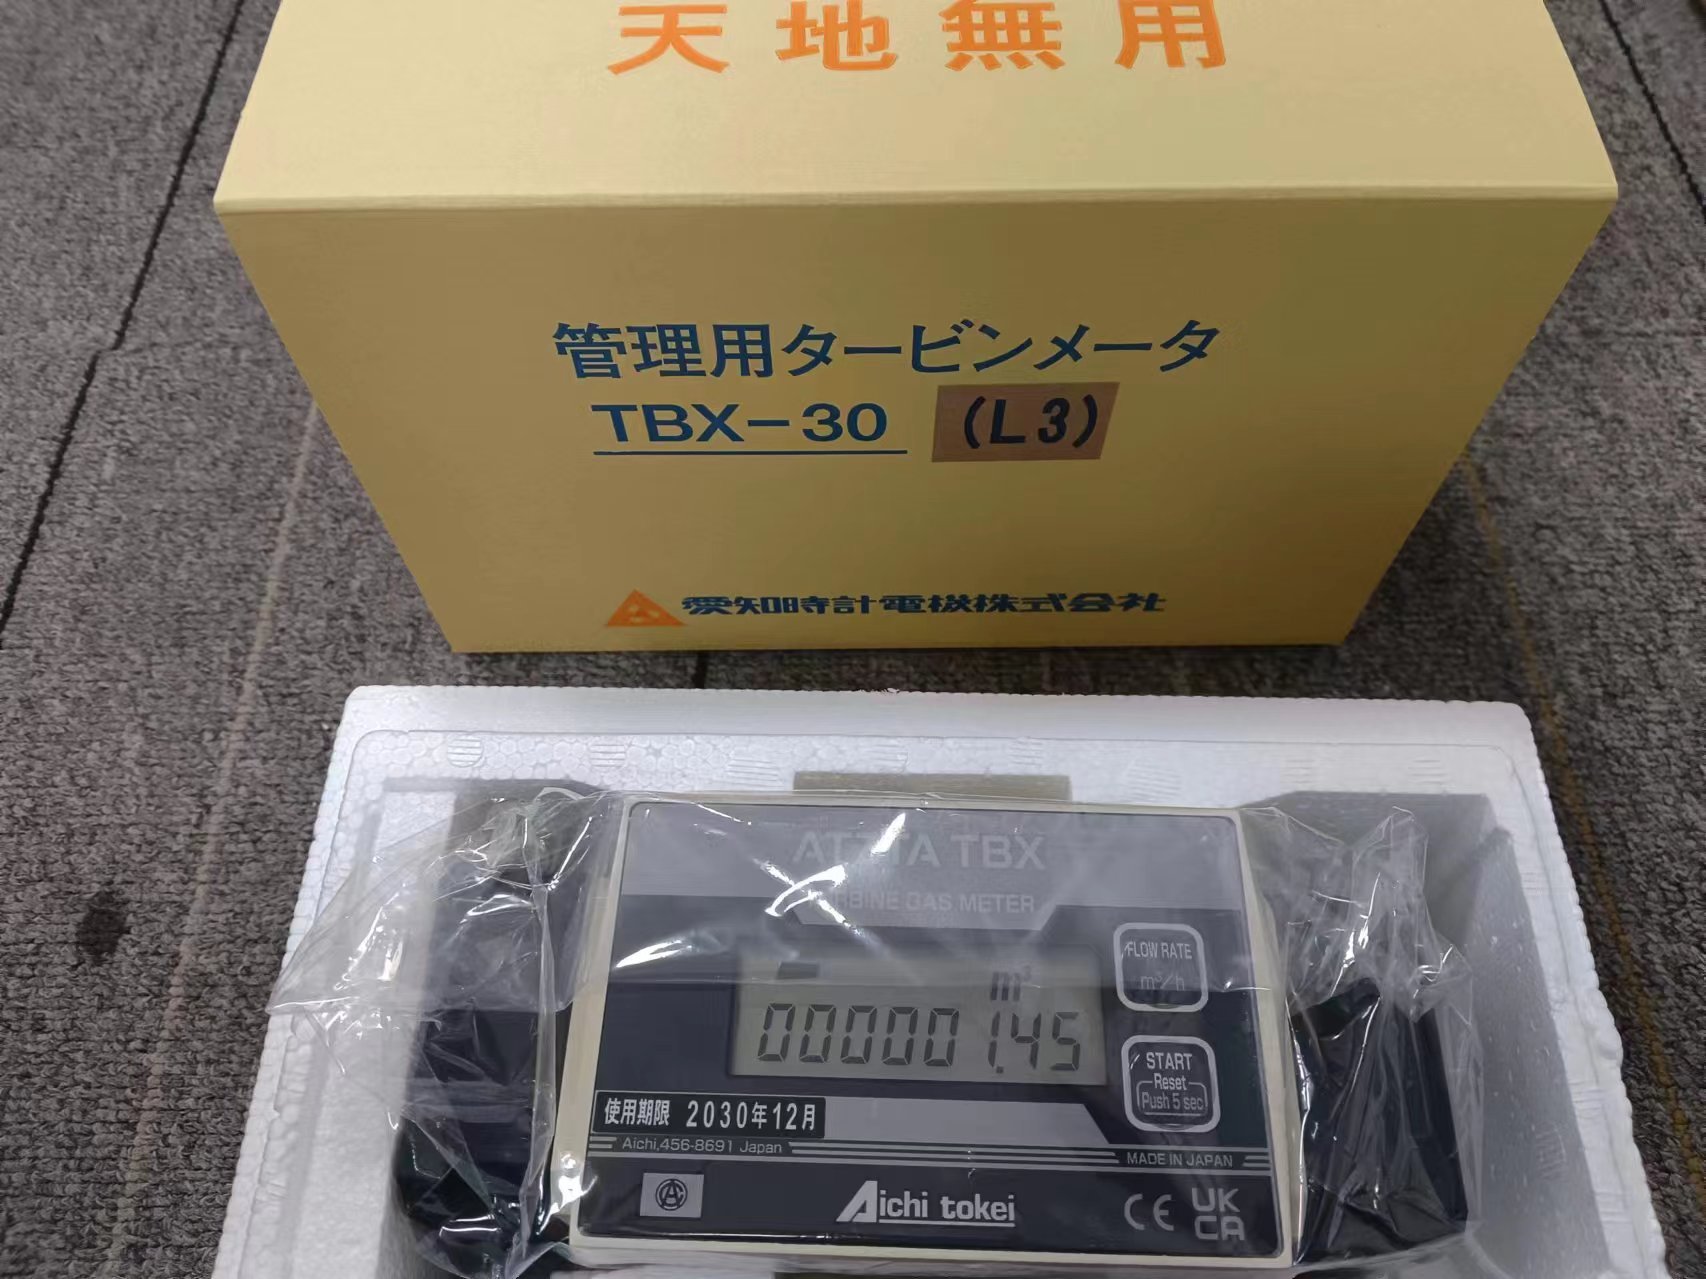 天地無用
管理用タービンメータ
TBX-30 (L3)
愛知時計電機株式会社
TBX
GAS METER
FLOW RATE
m³/h
m³
000001.45
START
Reset
Push 5 sec
使用期限 2030年12月
Aichi,456-8691 Japan
MADE IN JAPAN
Aichi tokei
CE
UK
CA